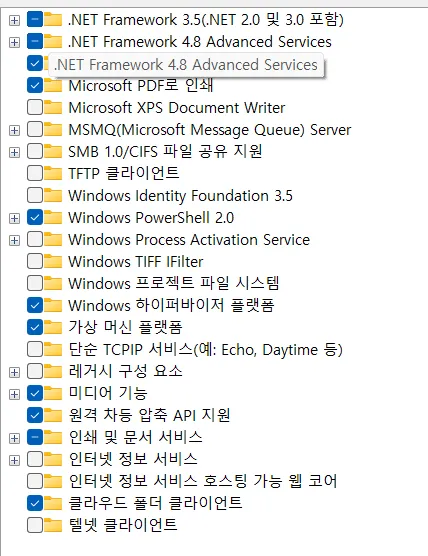 .NET Framework 3.5(.NET 2.0 및 3.0 포함)
.NET Framework 4.8 Advanced Services
.NET Framework 4.8 Advanced Services
Microsoft PDF로 인쇄
Microsoft XPS Document Writer
MSMQ(Microsoft Message Queue) Server
SMB 1.0/CIFS 파일 공유 지원
TFTP 클라이언트
Windows Identity Foundation 3.5
Windows PowerShell 2.0
Windows Process Activation Service
Windows TIFF IFilter
Windows 프로젝트 파일 시스템
Windows 하이퍼바이저 플랫폼
가상 머신 플랫폼
단순 TCPIP 서비스(예: Echo, Daytime 등)
레거시 구성 요소
미디어 기능
원격 차등 압축 API 지원
인쇄 및 문서 서비스
인터넷 정보 서비스
인터넷 정보 서비스 호스팅 가능 웹 코어
클라우드 폴더 클라이언트
텔넷 클라이언트